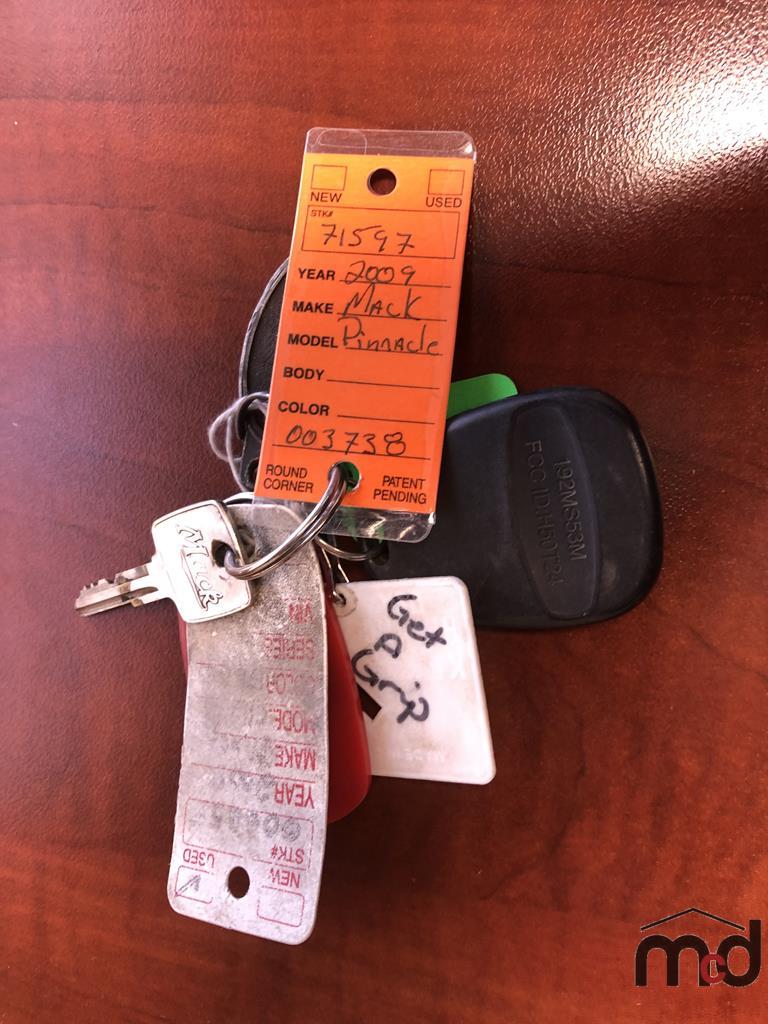 NEW USED
STK#
71597
YEAR 2009
MAKE Mack
MODEL Pinnacle
BODY
COLOR
003738
ROUND CORNER
PATENT PENDING
192MS53M
Mack
Get
A
Grip
VIN
SERIES
COLOR
MODEL
MAKE
YEAR
STK#
NEW USED
mcd